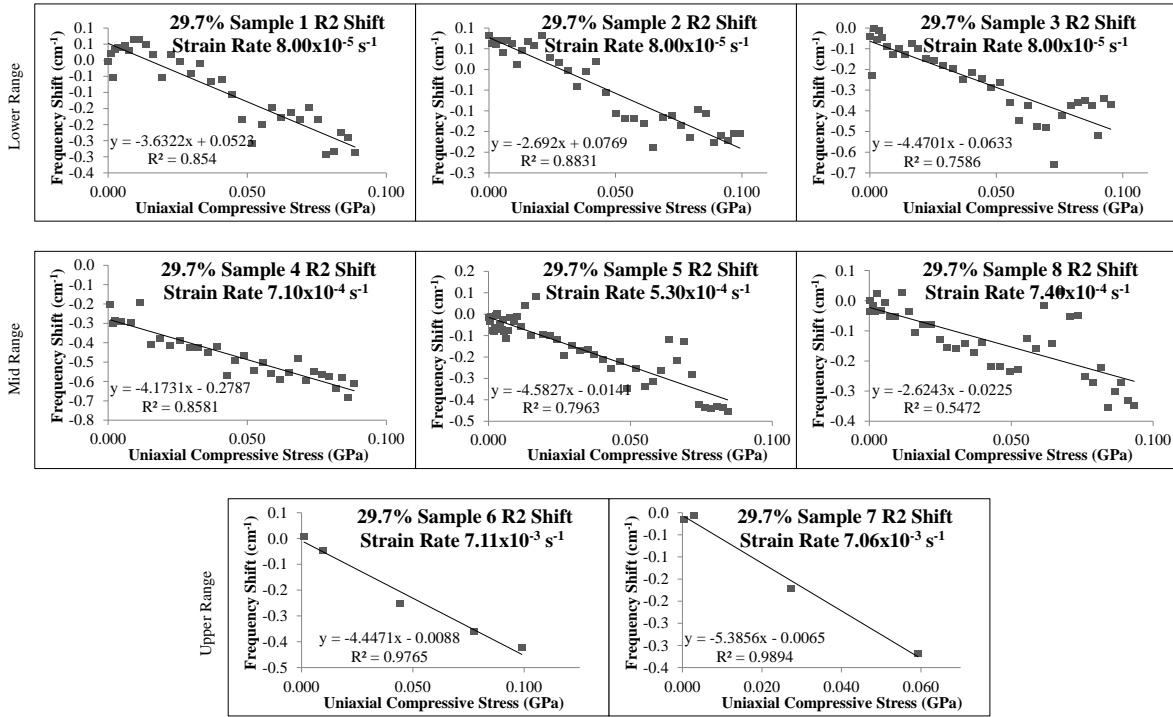 Lower Range
29.7% Sample 1 R2 Shift
Strain Rate 8.00x10⁻⁵ s⁻¹
Frequency Shift (cm⁻¹)
0.1
0.1
0.0
-0.1
-0.1
-0.2
-0.2
-0.3
-0.3
-0.4
y = -3.6322x + 0.0523
R² = 0.854
0.000
0.050
0.100
Uniaxial Compressive Stress (GPa)
29.7% Sample 2 R2 Shift
Strain Rate 8.00x10⁻⁵ s⁻¹
Frequency Shift (cm⁻¹)
0.1
0.1
0.0
-0.1
-0.1
-0.2
-0.2
-0.3
y = -2.692x + 0.0769
R² = 0.8831
0.000
0.050
0.100
Uniaxial Compressive Stress (GPa)
29.7% Sample 3 R2 Shift
Strain Rate 8.00x10⁻⁵ s⁻¹
Frequency Shift (cm⁻¹)
0.0
-0.1
-0.2
-0.3
-0.4
-0.5
-0.6
-0.7
y = -4.4701x - 0.0633
R² = 0.7586
0.000
0.050
0.100
Uniaxial Compressive Stress (GPa)
Mid Range
29.7% Sample 4 R2 Shift
Strain Rate 7.10x10⁻⁴ s⁻¹
Frequency Shift (cm⁻¹)
0.0
-0.1
-0.2
-0.3
-0.4
-0.5
-0.6
-0.7
-0.8
y = -4.1731x - 0.2787
R² = 0.8581
0.000
0.050
0.100
Uniaxial Compressive Stress (GPa)
29.7% Sample 5 R2 Shift
Strain Rate 5.30x10⁻⁴ s⁻¹
Frequency Shift (cm⁻¹)
0.2
0.1
0.0
-0.1
-0.2
-0.3
-0.4
-0.5
y = -4.5827x - 0.0141
R² = 0.7963
0.000
0.050
0.100
Uniaxial Compressive Stress (GPa)
29.7% Sample 8 R2 Shift
Strain Rate 7.40x10⁻⁴ s⁻¹
Frequency Shift (cm⁻¹)
0.1
0.0
-0.1
-0.2
-0.3
-0.4
y = -2.6243x - 0.0225
R² = 0.5472
0.000
0.050
0.100
Uniaxial Compressive Stress (GPa)
Upper Range
29.7% Sample 6 R2 Shift
Strain Rate 7.11x10⁻³ s⁻¹
Frequency Shift (cm⁻¹)
0.1
0.0
-0.1
-0.2
-0.3
-0.4
-0.5
y = -4.4471x - 0.0088
R² = 0.9765
0.000
0.050
0.100
Uniaxial Compressive Stress (GPa)
29.7% Sample 7 R2 Shift
Strain Rate 7.06x10⁻³ s⁻¹
Frequency Shift (cm⁻¹)
0.0
-0.1
-0.1
-0.2
-0.2
-0.3
-0.3
-0.4
y = -5.3856x - 0.0065
R² = 0.9894
0.000
0.020
0.040
0.060
Uniaxial Compressive Stress (GPa)